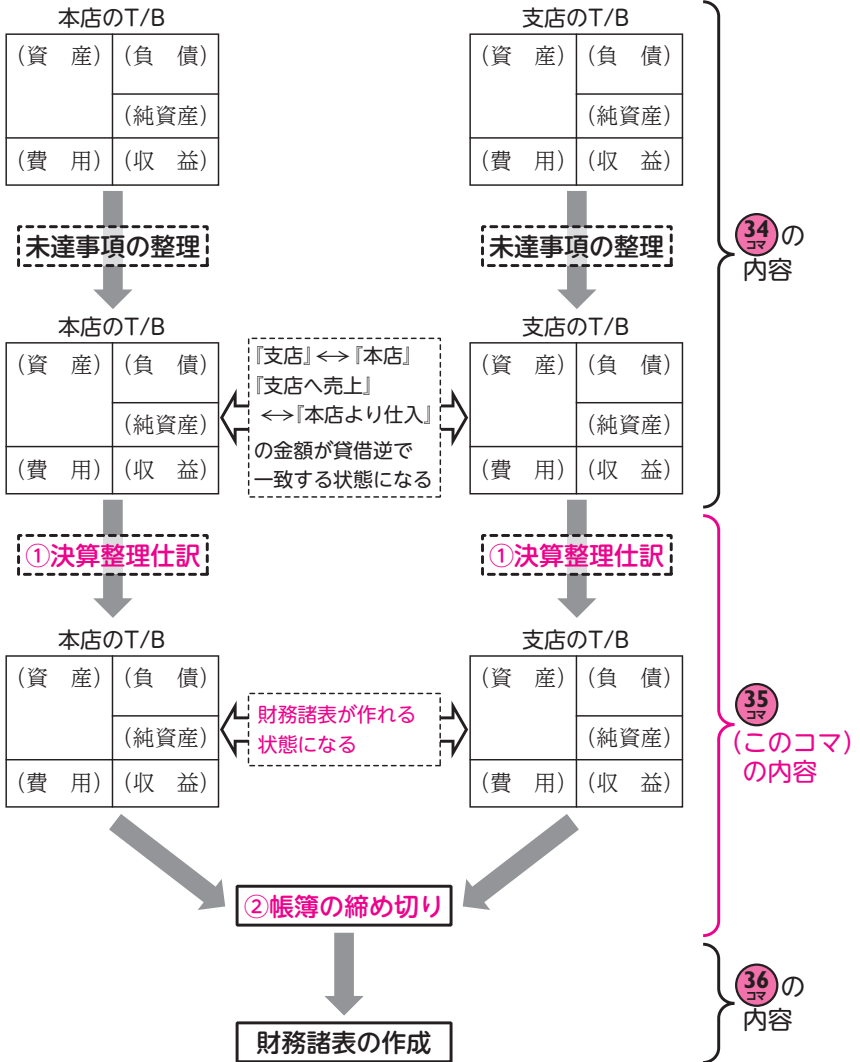 本店のT/B
支店のT/B
(資　産) (負　債)
(純資産)
(費　用) (収　益)
(資　産) (負　債)
(純資産)
(費　用) (収　益)
未達事項の整理
未達事項の整理
34コマの
内容
本店のT/B
支店のT/B
(資　産) (負　債)
(純資産)
(費　用) (収　益)
『支店』↔『本店』
『支店へ売上』
↔『本店より仕入』
の金額が貸借逆で
一致する状態になる
(資　産) (負　債)
(純資産)
(費　用) (収　益)
①決算整理仕訳
①決算整理仕訳
本店のT/B
支店のT/B
(資　産) (負　債)
(純資産)
(費　用) (収　益)
財務諸表が作れる
状態になる
(資　産) (負　債)
(純資産)
(費　用) (収　益)
35コマ
(このコマ)
の内容
②帳簿の締め切り
36コマの
内容
財務諸表の作成